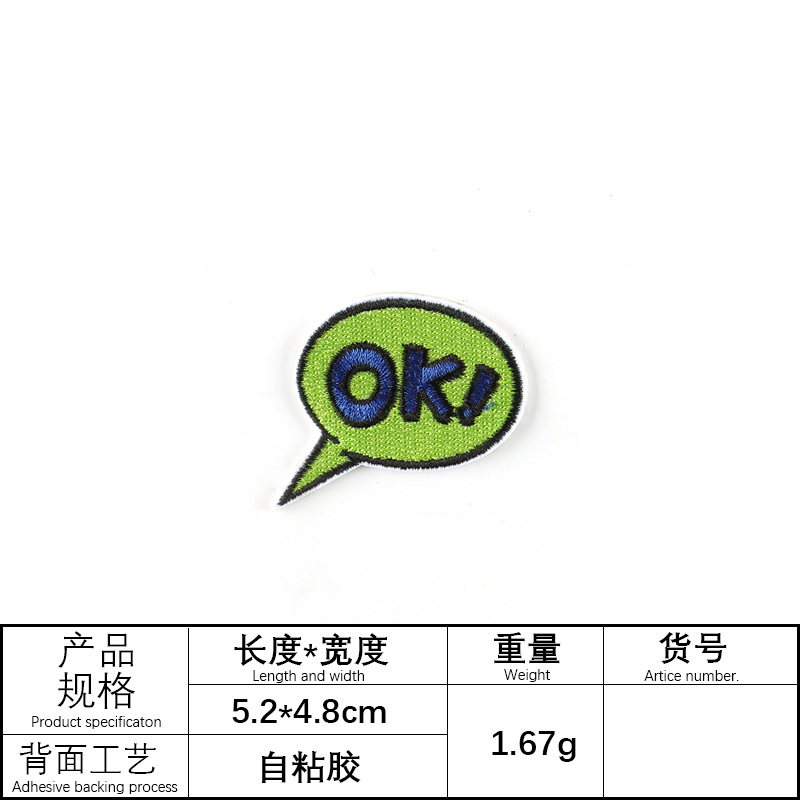 OK!
产品
规格
Product specificaton
长度*宽度
Length and width
重量
Weight
货号
Artice number.
5.2*4.8cm
1.67g
背面工艺
Adhesive backing process
自粘胶